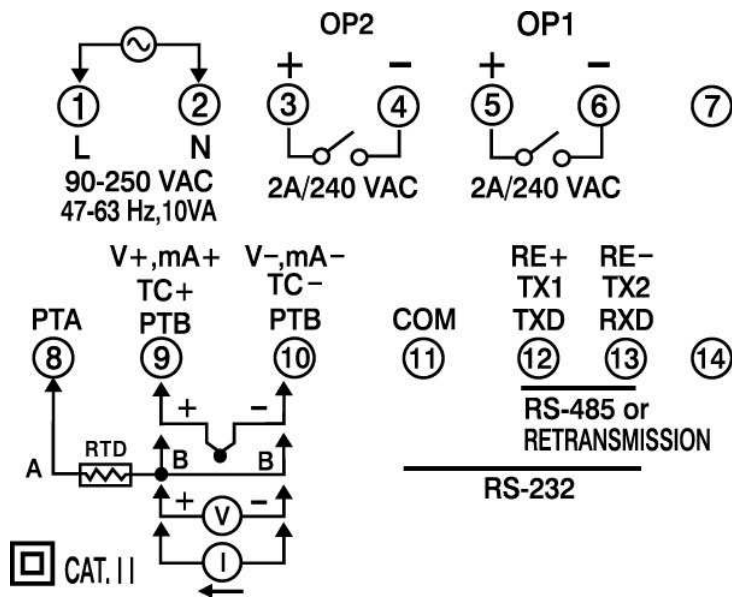 OP2 OP1
+ - + -
1 2 3 4 5 6 7
L N
90-250 VAC
47-63 Hz,10VA
2A/240 VAC 2A/240 VAC
V+,mA+ V-,mA- RE+ RE-
TC+ TC- TX1 TX2
PTA PTB PTB COM TXD RXD
8 9 10 11 12 13 14
+ -
RS-485 or
RETRANSMISSION
A RTD B B
RS-232
+ V -
I
CAT.II